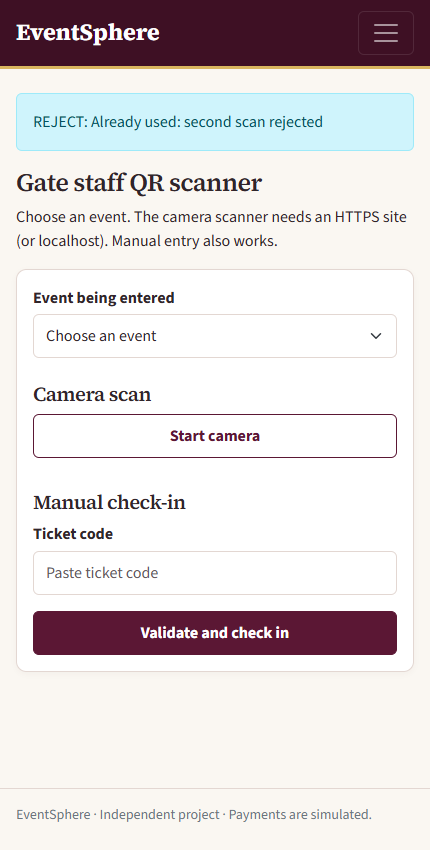 EventSphere
REJECT: Already used: second scan rejected
Gate staff QR scanner
Choose an event. The camera scanner needs an HTTPS site
(or localhost). Manual entry also works.
Event being entered
Choose an event
Camera scan
Start camera
Manual check-in
Ticket code
Paste ticket code
Validate and check in
EventSphere · Independent project · Payments are simulated.